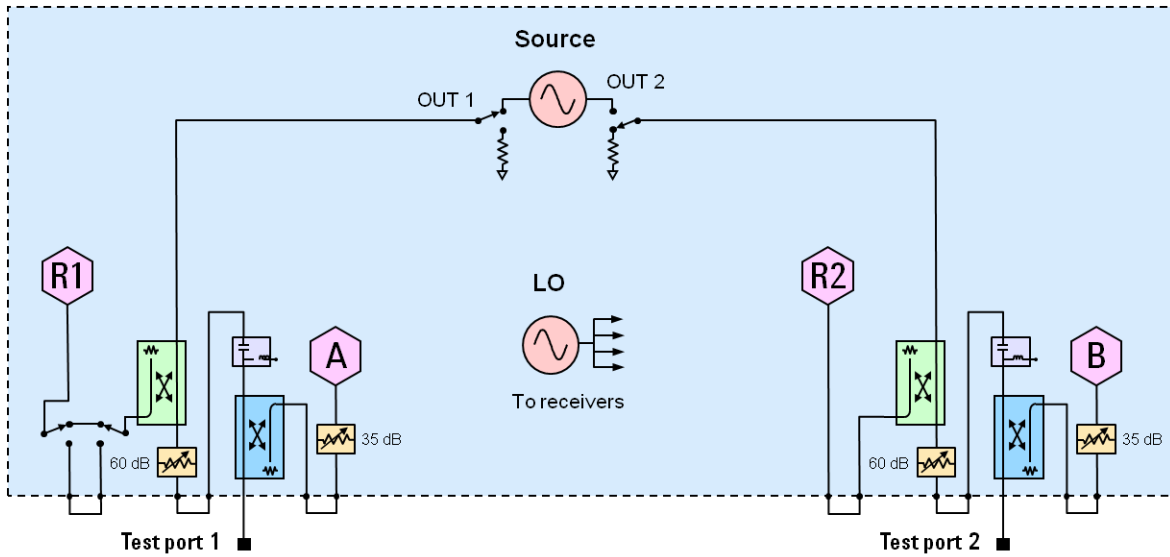 Source
OUT 1
OUT 2
R1
R2
LO
A
B
To receivers
35 dB
35 dB
60 dB
60 dB
Test port 1
Test port 2